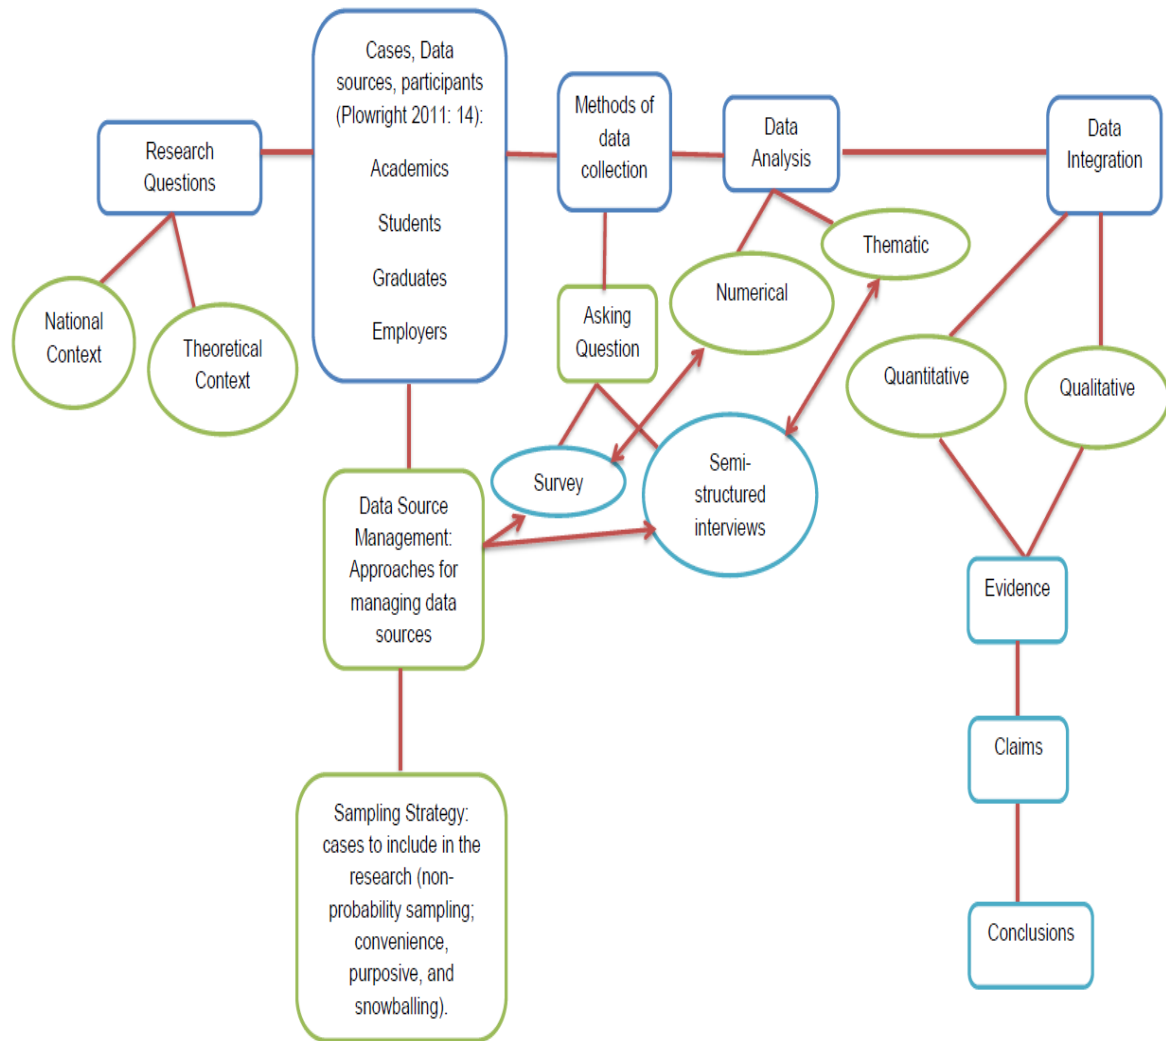 Research
Questions
National
Context
Theoretical
Context
Cases, Data
sources, participants
(Plowright 2011: 14):
Academics
Students
Graduates
Employers
Data Source
Management:
Approaches for
managing data
sources
Sampling Strategy:
cases to include in the
research (non-
probability sampling;
convenience,
purposive, and
snowballing).
Methods of
data
collection
Asking
Question
Survey
Semi-
structured
interviews
Data
Analysis
Numerical
Thematic
Data
Integration
Quantitative
Qualitative
Evidence
Claims
Conclusions